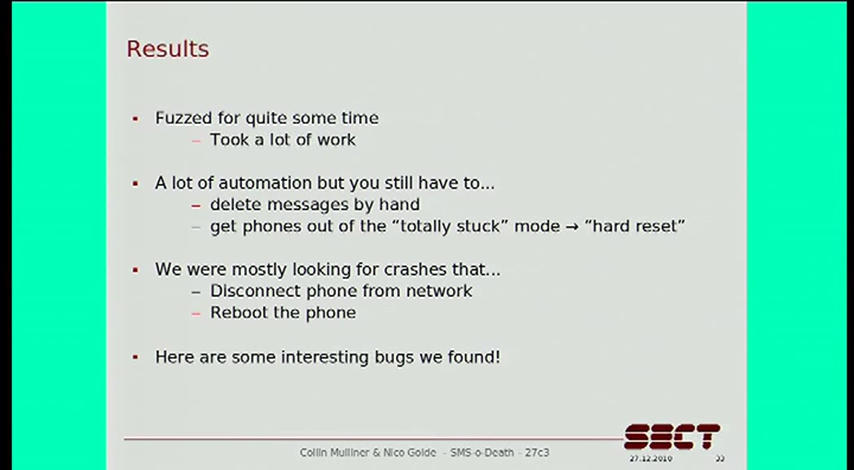 Results
▪ Fuzzed for quite some time
– Took a lot of work
▪ A lot of automation but you still have to...
– delete messages by hand
– get phones out of the “totally stuck” mode → “hard reset”
▪ We were mostly looking for crashes that...
– Disconnect phone from network
– Reboot the phone
▪ Here are some interesting bugs we found!
SECT
Collin Mulliner & Nico Golde - SMS-o-Death - 27c3
27.12.2010